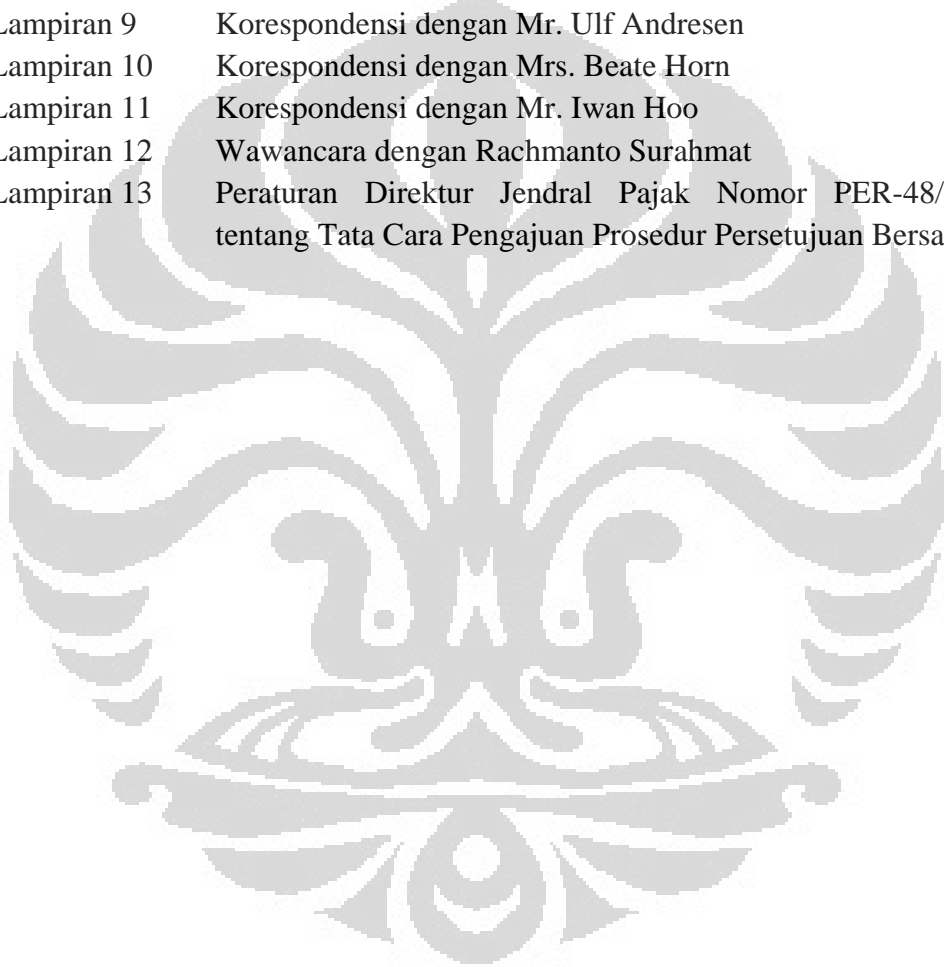 Lampiran 9 Korespondensi dengan Mr. Ulf Andresen
Lampiran 10 Korespondensi dengan Mrs. Beate Horn
Lampiran 11 Korespondensi dengan Mr. Iwan Hoo
Lampiran 12 Wawancara dengan Rachmanto Surahmat
Lampiran 13 Peraturan Direktur Jendral Pajak Nomor PER-48/
tentang Tata Cara Pengajuan Prosedur Persetujuan Bersa